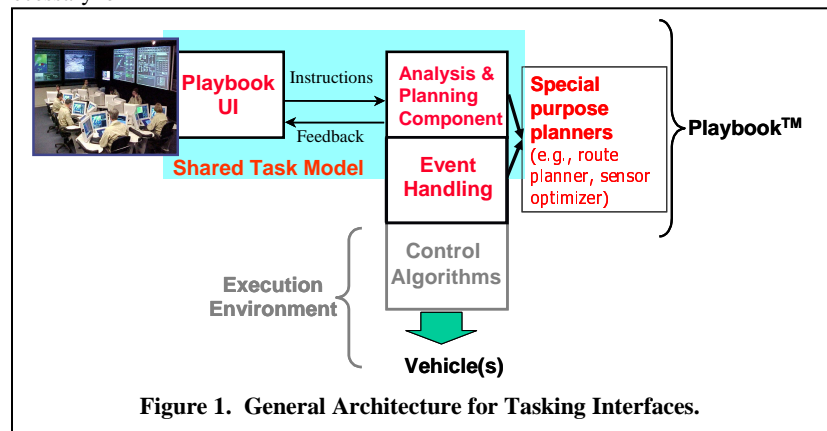 Playbook
UI
Instructions
Feedback
Analysis &
Planning
Component
Shared Task Model
Event
Handling
Special
purpose
planners
(e.g., route
planner, sensor
optimizer)
Playbook™
Control
Algorithms
Execution
Environment
Vehicle(s)
Figure 1. General Architecture for Tasking Interfaces.